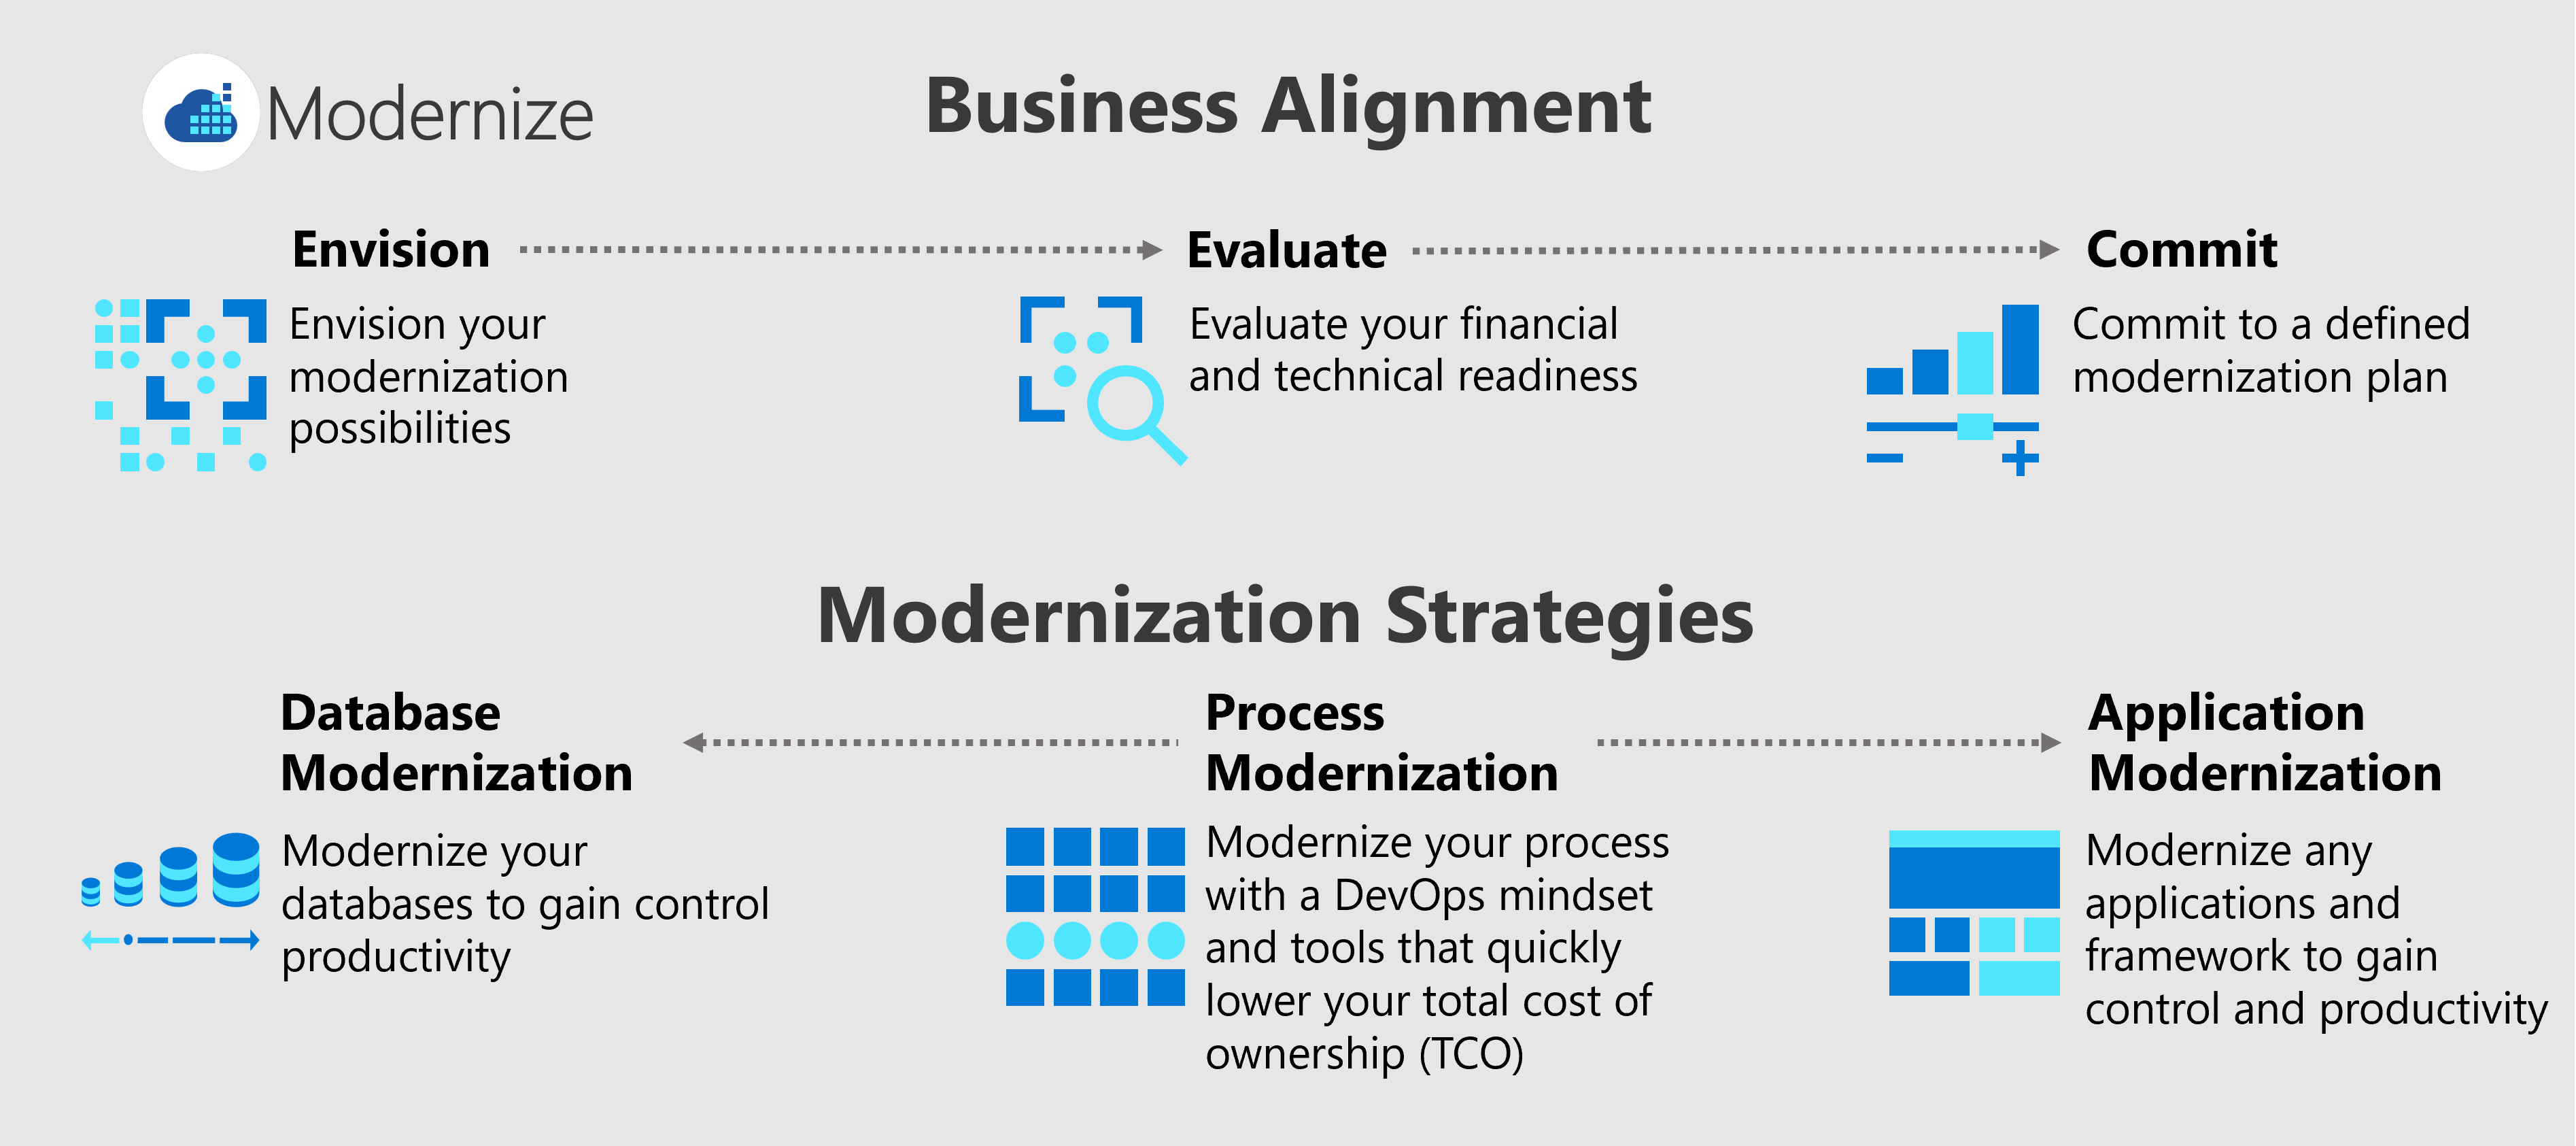 Modernize
Business Alignment
Envision
Envision your
modernization
possibilities
Evaluate
Evaluate your financial
and technical readiness
Commit
Commit to a defined
modernization plan
Modernization Strategies
Database
Modernization
Modernize your
databases to gain control
productivity
Process
Modernization
Modernize your process
with a DevOps mindset
and tools that quickly
lower your total cost of
ownership (TCO)
Application
Modernization
Modernize any
applications and
framework to gain
control and productivity